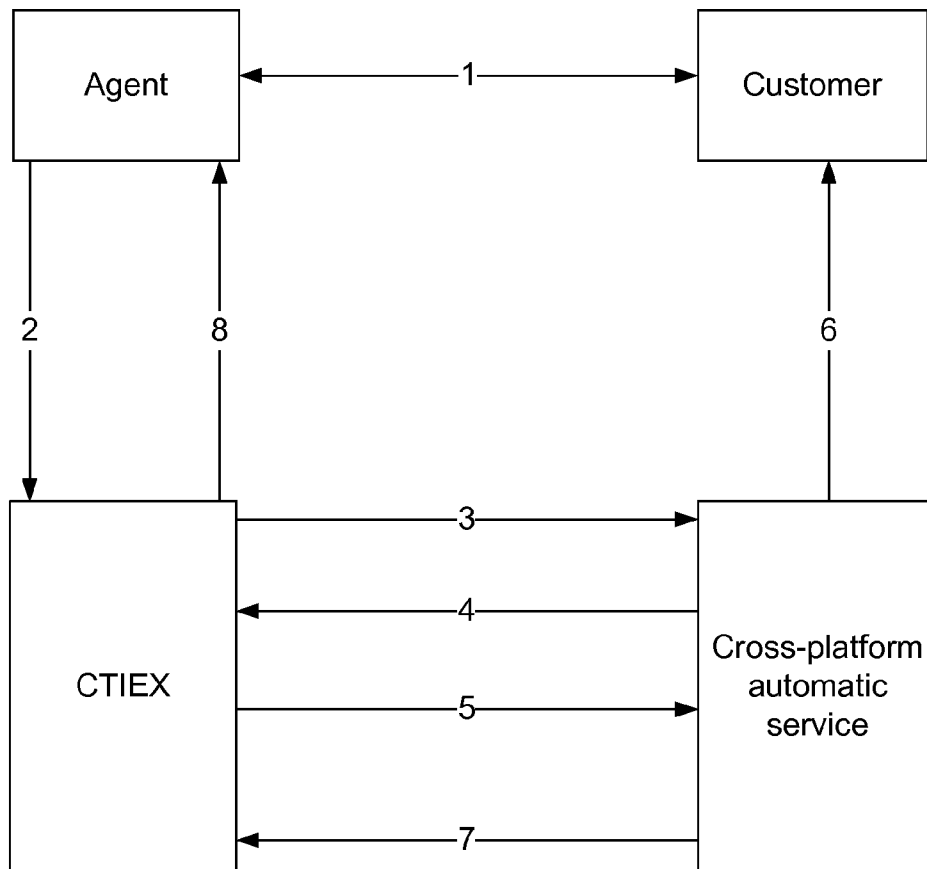 Agent
1
Customer
2
8
6
3
4
CTIEX
5
Cross-platform
automatic
service
7